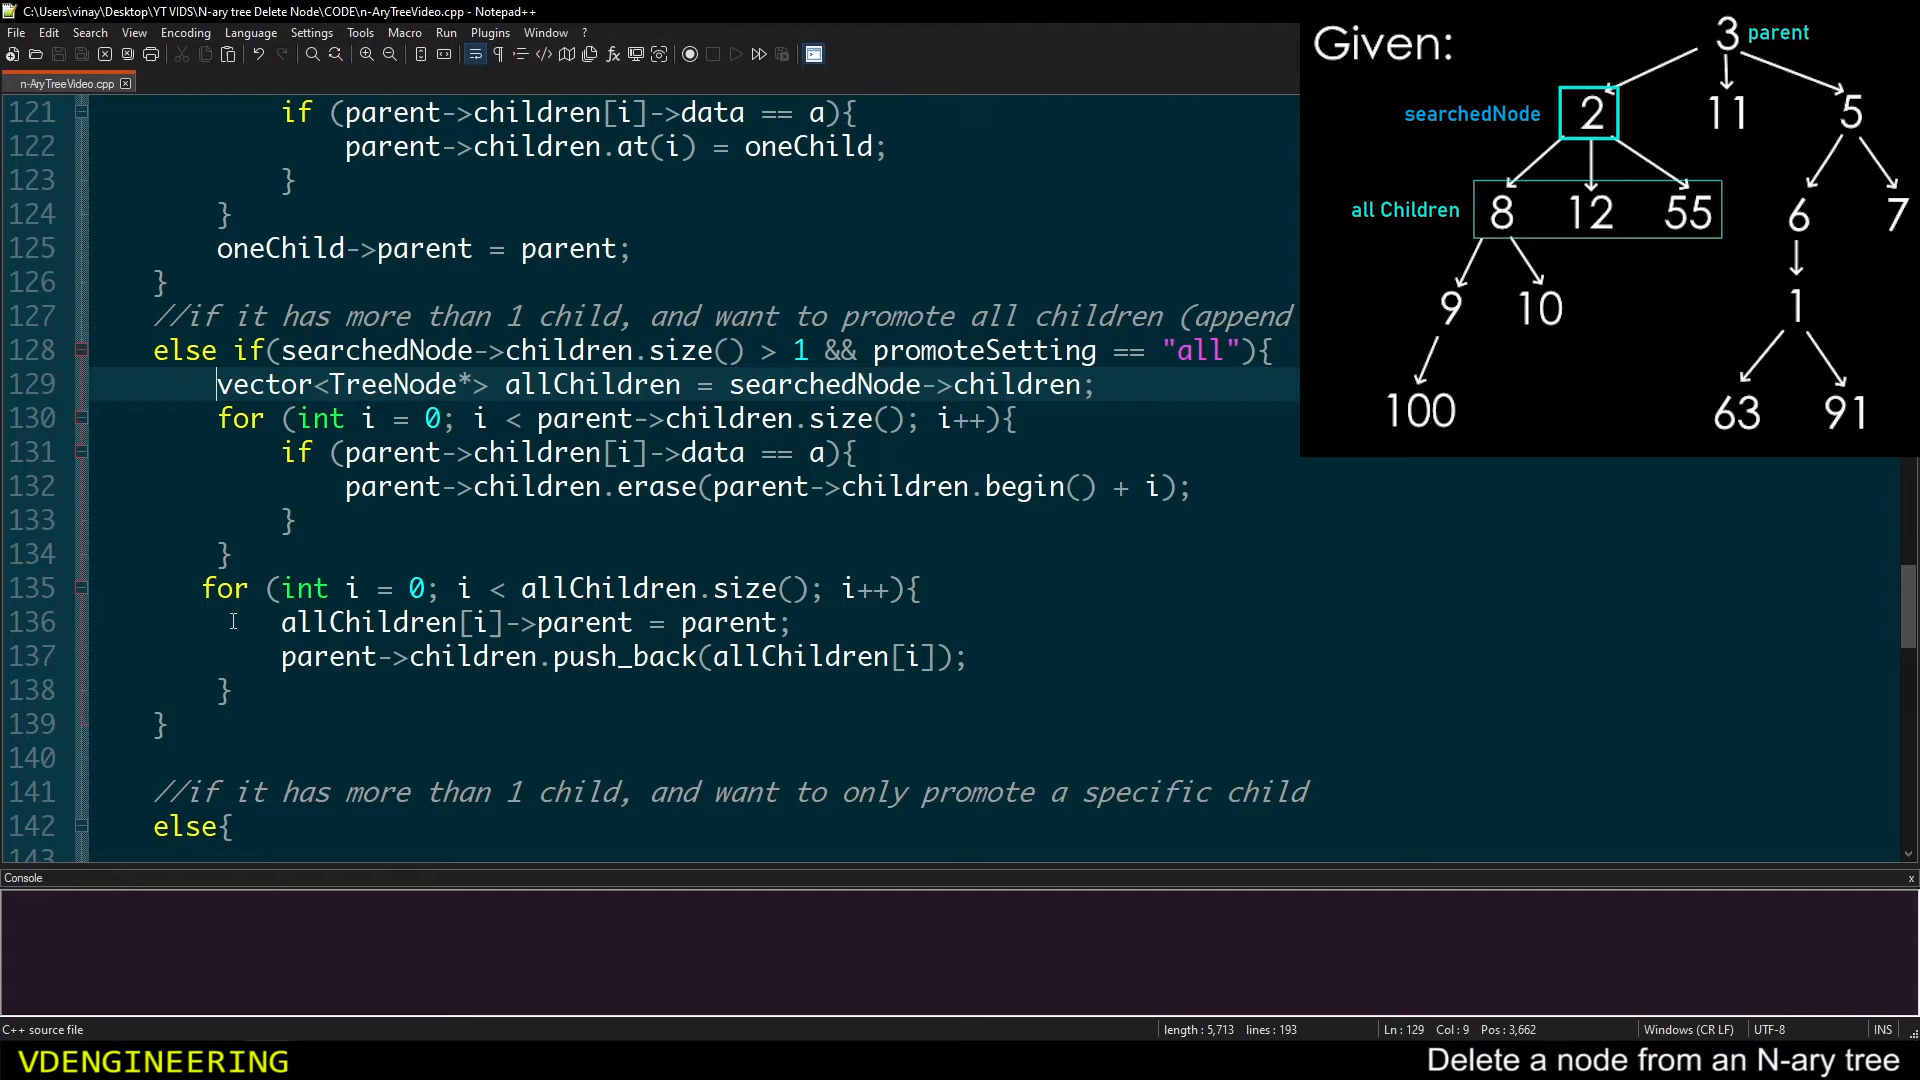 C:\Users\vinay\Desktop\YT VIDS\N-ary tree Delete Node\CODE\n-AryTreeVideo.cpp - Notepad++
File Edit Search View Encoding Language Settings Tools Macro Run Plugins Window ?
n-AryTreeVideo.cpp
121 if (parent->children[i]->data == a){
122 parent->children.at(i) = oneChild;
123 }
124 }
125 oneChild->parent = parent;
126 }
127 //if it has more than 1 child, and want to promote all children (append
128 else if(searchedNode->children.size() > 1 && promoteSetting == "all"){
129 vector<TreeNode*> allChildren = searchedNode->children;
130 for (int i = 0; i < parent->children.size(); i++){
131 if (parent->children[i]->data == a){
132 parent->children.erase(parent->children.begin() + i);
133 }
134 }
135 for (int i = 0; i < allChildren.size(); i++){
136 allChildren[i]->parent = parent;
137 parent->children.push_back(allChildren[i]);
138 }
139 }
140
141 //if it has more than 1 child, and want to only promote a specific child
142 else{
143
Given:
3 parent
searchedNode 2 11 5
all Children 8 12 55 6 7
9 10 1
100 63 91
Console x
C++ source file length : 5,713 lines : 193 Ln : 129 Col : 9 Pos : 3,662 Windows (CR LF) UTF-8 INS
VDENGINEERING
Delete a node from an N-ary tree